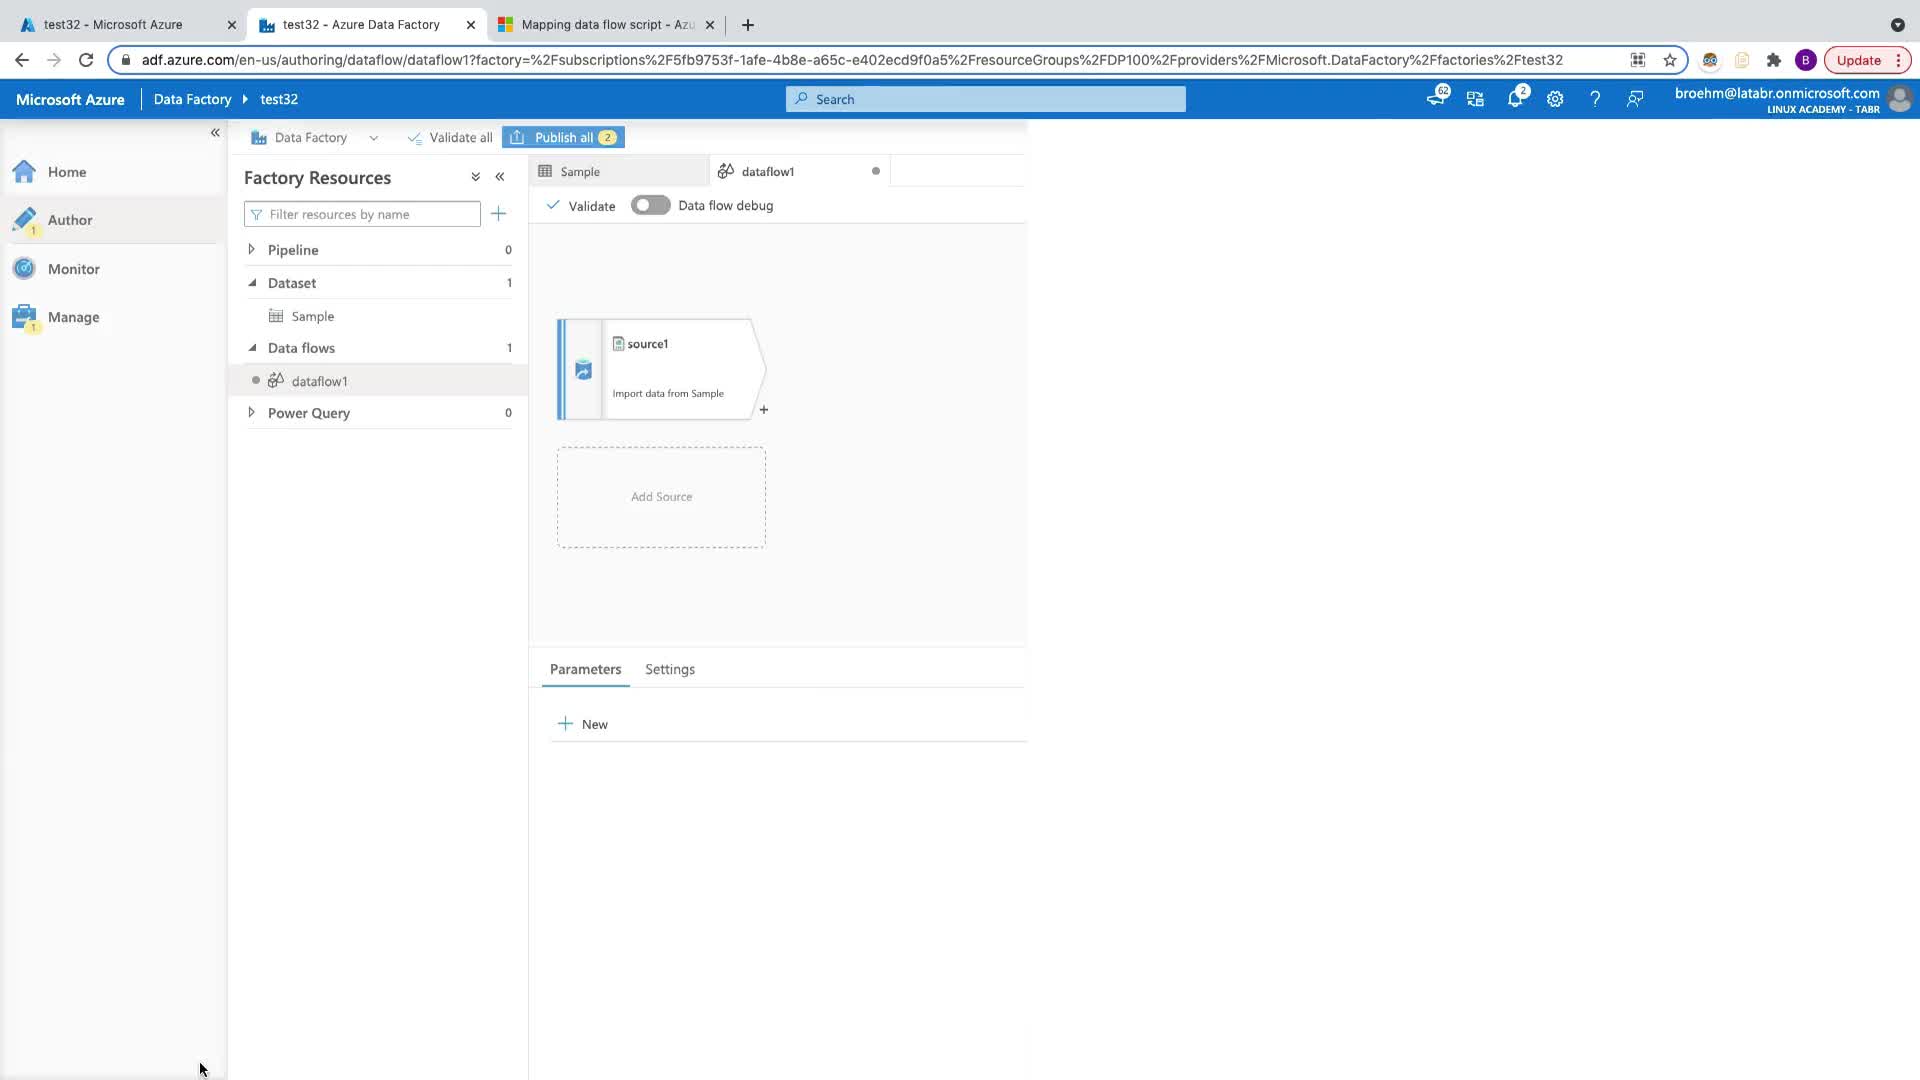 test32 - Microsoft Azure
test32 - Azure Data Factory
Mapping data flow script - Azu
adf.azure.com/en-us/authoring/dataflow/dataflow1?factory=%2Fsubscriptions%2F5fb9753f-1afe-4b8e-a65c-e402ecd9f0a5%2FresourceGroups%2FDP100%2Fproviders%2FMicrosoft.DataFactory%2Ffactories%2Ftest32
B
Update
Microsoft Azure
Data Factory
test32
Search
62
2
?
broehm@latabr.onmicrosoft.com
LINUX ACADEMY - TABR
Home
Author
1
Monitor
Manage
1
Data Factory
Validate all
Publish all 2
Factory Resources
Filter resources by name
Pipeline 0
Dataset 1
Sample
Data flows 1
dataflow1
Power Query 0
Sample
dataflow1
Validate
Data flow debug
source1
Import data from Sample
+
Add Source
Parameters
Settings
New